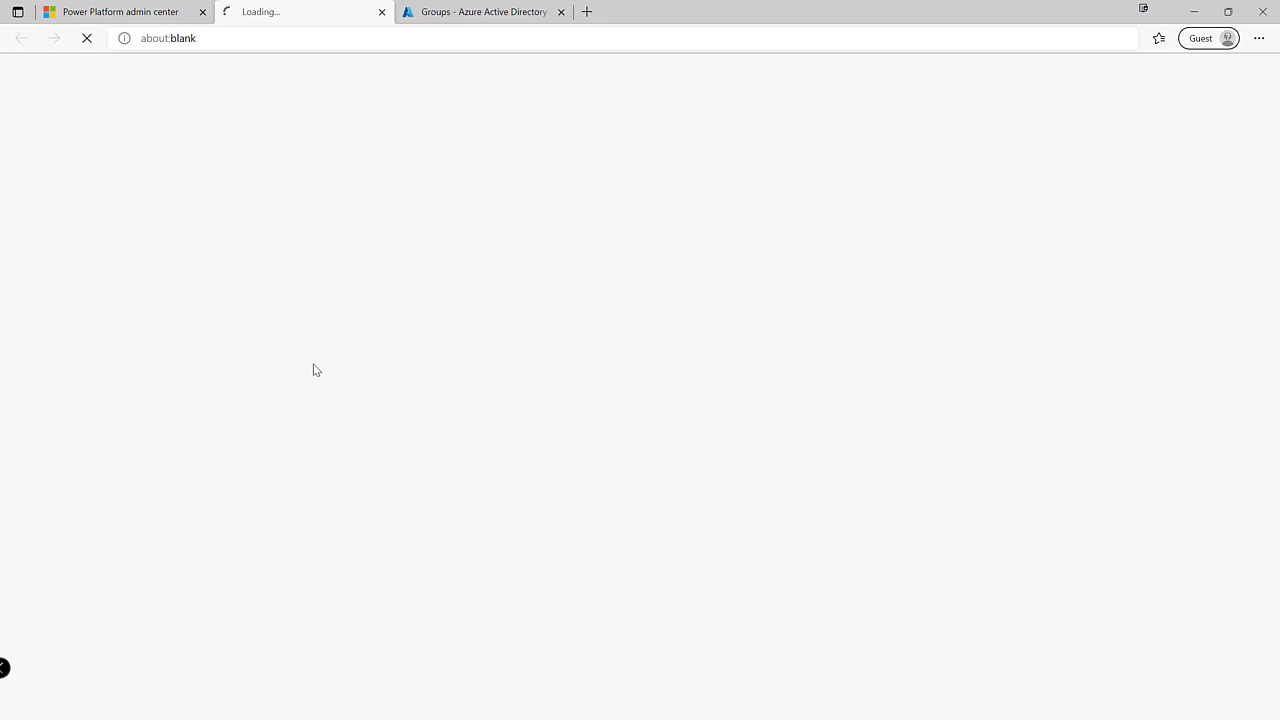 Power Platform admin center
Loading...
Groups - Azure Active Directory
about:blank
Guest